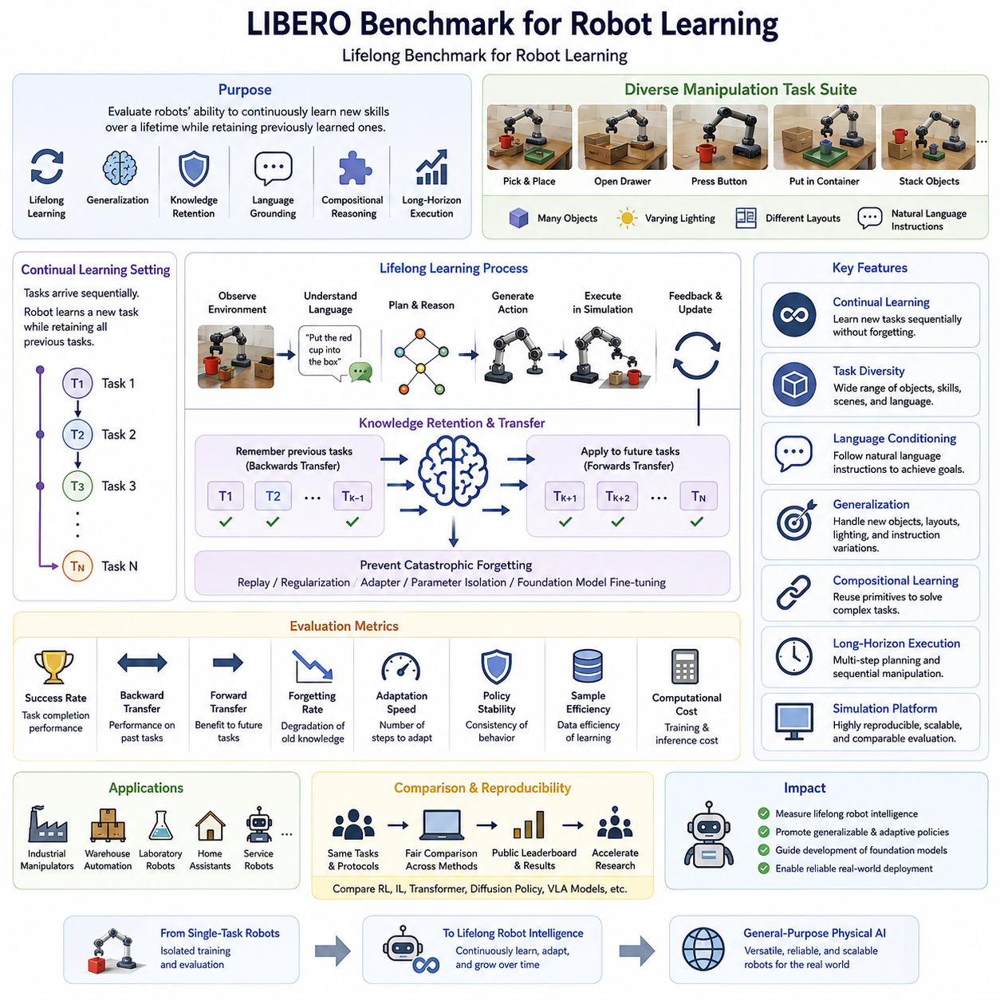 LIBERO Benchmark for Robot Learning
Lifelong Benchmark for Robot Learning
Purpose
Evaluate robots' ability to continuously learn new skills
over a lifetime while retaining previously learned ones.
Lifelong
Learning
Generalization
Knowledge
Retention
Language
Grounding
Compositional
Reasoning
Long-Horizon
Execution
Diverse Manipulation Task Suite
Pick & Place
Open Drawer
Press Button
Put in Container
Stack Objects
...
Many Objects
Varying Lighting
Different Layouts
Natural Language
Instructions
Continual Learning Setting
Tasks arrive sequentially.
Robot learns a new task
while retaining all
previous tasks.
T1 Task 1
T2 Task 2
T3 Task 3
TN Task N
Lifelong Learning Process
Observe
Environment
Understand
Language
Plan & Reason
Generate
Action
Execute
in Simulation
Feedback &
Update
"Put the red
cup into
the box"
Knowledge Retention & Transfer
Remember previous tasks
(Backwards Transfer)
T1 T2 ... TK-1
Apply to future tasks
(Forwards Transfer)
TK+1 TK+2 ... TN
Prevent Catastrophic Forgetting
Replay / Regularization / Adapter / Parameter Isolation / Foundation Model Fine-tuning
Key Features
Continual Learning
Learn new tasks sequentially
without forgetting.
Task Diversity
Wide range of objects, skills,
scenes, and language.
Language Conditioning
Follow natural language
instructions to achieve goals.
Generalization
Handle new objects, layouts,
lighting, and instruction
variations.
Compositional Learning
Reuse primitives to solve
complex tasks.
Long-Horizon Execution
Multi-step planning and
sequential manipulation.
Simulation Platform
Highly reproducible, scalable,
and comparable evaluation.
Evaluation Metrics
Success Rate
Task completion
performance
Backward
Transfer
Performance on
past tasks
Forward
Transfer
Benefit to future
tasks
Forgetting
Rate
Degradation of
old knowledge
Adaptation
Speed
Number of
steps to adapt
Policy
Stability
Consistency of
behavior
Sample
Efficiency
Data efficiency
of learning
Computational
Cost
Training &
inference cost
Applications
Industrial
Manipulators
Warehouse
Automation
Laboratory
Robots
Home
Assistants
Service
Robots
...
Comparison & Reproducibility
Same Tasks
& Protocols
Fair Comparison
Across Methods
Public Leaderboard
& Results
Accelerate
Research
Compare RL, IL, Transformer, Diffusion Policy, VLA Models, etc.
Impact
Measure lifelong robot intelligence
Promote generalizable & adaptive policies
Guide development of foundation models
Enable reliable real-world deployment
From Single-Task Robots
Isolated training
and evaluation
To Lifelong Robot Intelligence
Continuously learn, adapt,
and grow over time
General-Purpose Physical AI
Versatile, reliable, and scalable
robots for the real world